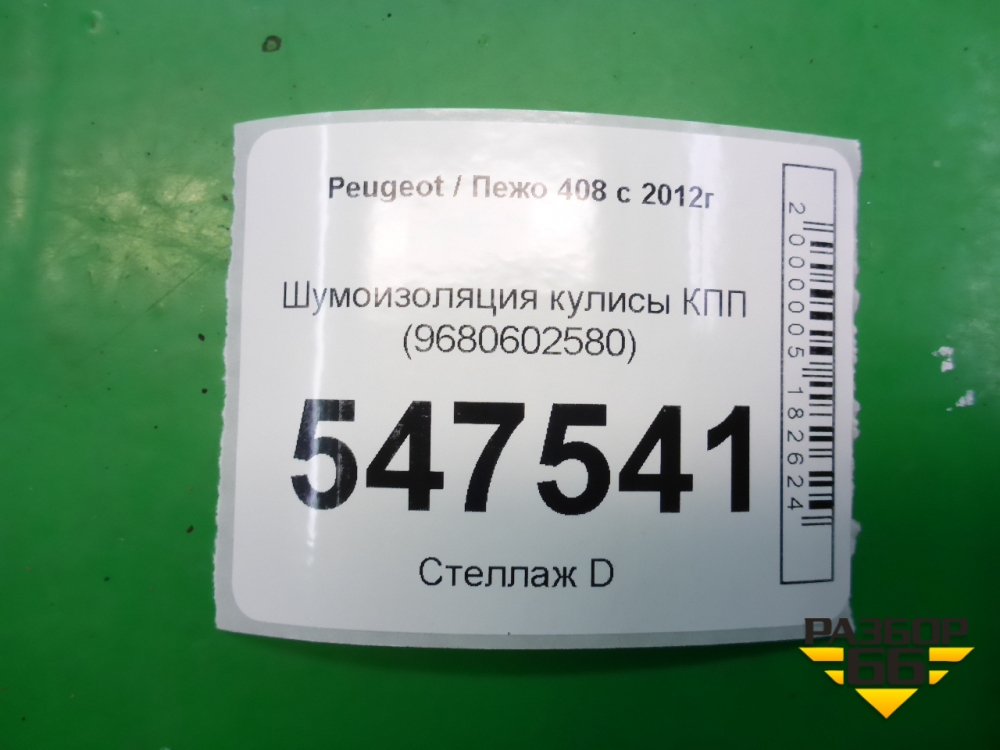 Peugeot / Пежо 408 с 2012г
Шумоизоляция кулисы КПП
(9680602580)
547541
Стеллаж D
2000005182624
РАЗБОР
66